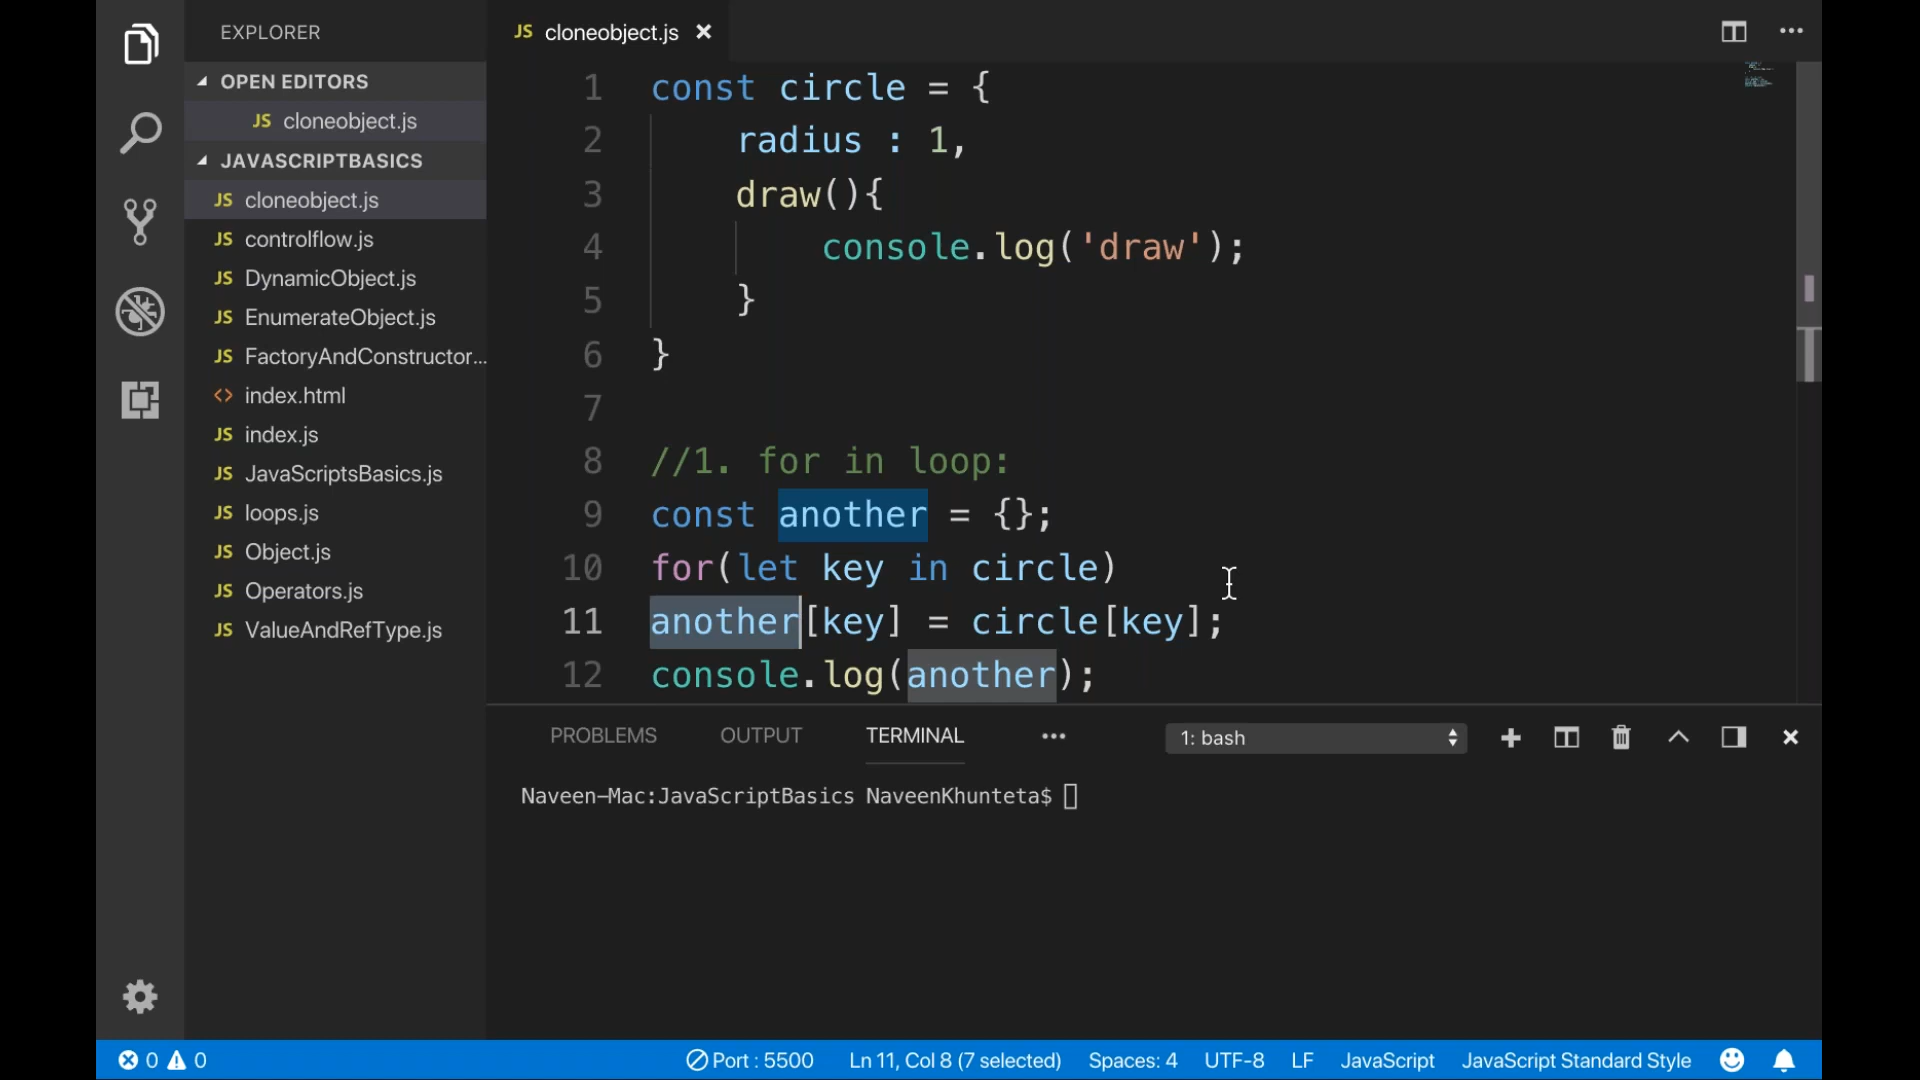 EXPLORER
OPEN EDITORS
JS cloneobject.js
JAVASCRIPTBASICS
JS cloneobject.js
JS controlflow.js
JS DynamicObject.js
JS EnumerateObject.js
JS FactoryAndConstructor...
<> index.html
JS index.js
JS JavaScriptsBasics.js
JS loops.js
JS Object.js
JS Operators.js
JS ValueAndRefType.js
JS cloneobject.js ×
1 const circle = {
2 radius : 1,
3 draw(){
4 console.log('draw');
5 }
6 }
7
8 //1. for in loop:
9 const another = {};
10 for(let key in circle)
11 another[key] = circle[key];
12 console.log(another);
PROBLEMS OUTPUT TERMINAL ••• 1: bash
Naveen-Mac:JavaScriptBasics NaveenKhunteta$
0 0 Port : 5500 Ln 11, Col 8 (7 selected) Spaces: 4 UTF-8 LF JavaScript JavaScript Standard Style